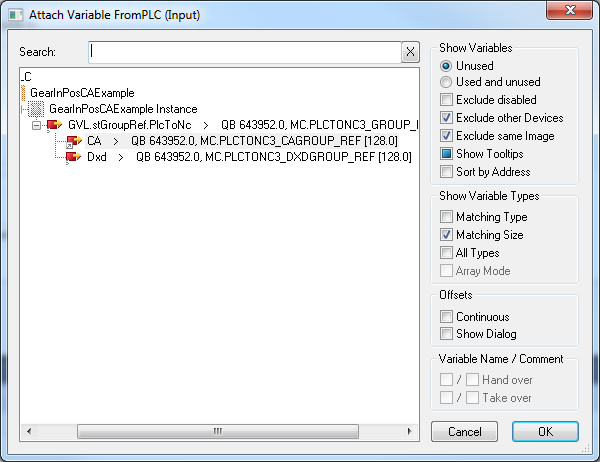 Attach Variable FromPLC (Input)
Search:
X
.C
GearInPosCAExample
GearInPosCAExample Instance
GVL.stGroupRef.PlcToNc > QB 643952.0, MC.PLCTONC3_GROUP_
CA > QB 643952.0, MC.PLCTONC3_CAGROUP_REF [128.0]
Dxd > QB 643952.0, MC.PLCTONC3_DXDGROUP_REF [128.0]
Show Variables
Unused
Used and unused
Exclude disabled
Exclude other Devices
Exclude same Image
Show Tooltips
Sort by Address
Show Variable Types
Matching Type
Matching Size
All Types
Array Mode
Offsets
Continuous
Show Dialog
Variable Name / Comment
/ Hand over
/ Take over
Cancel
OK